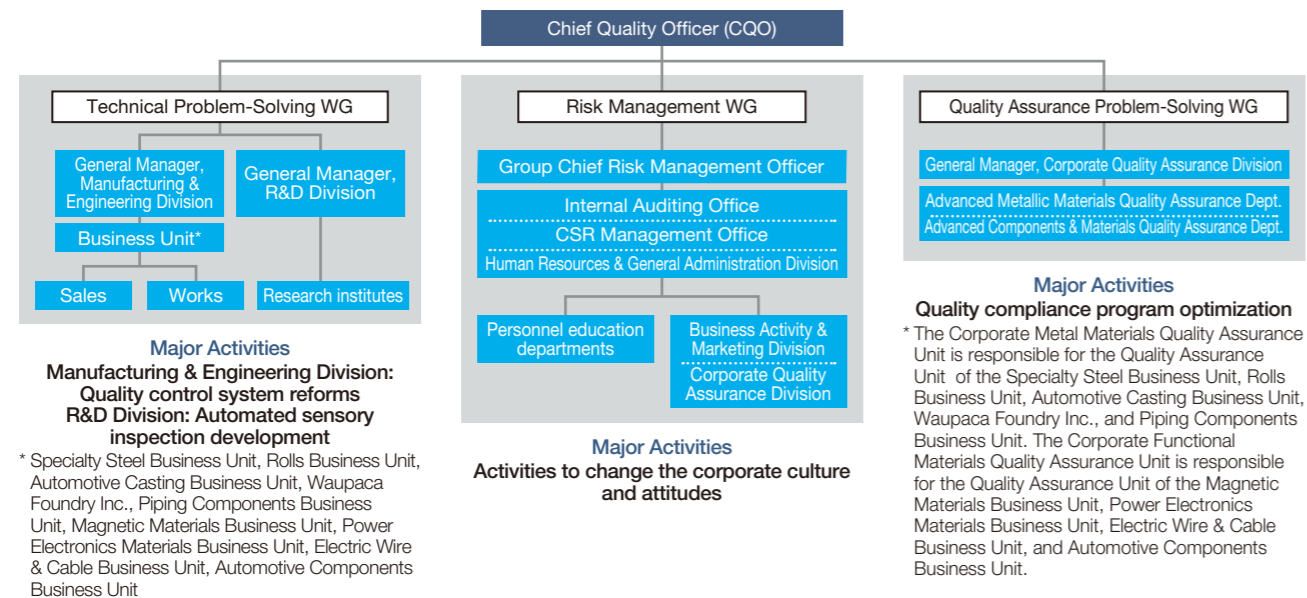 Chief Quality Officer (CQO)
Technical Problem-Solving WG
General Manager,
Manufacturing &
Engineering Division
General Manager,
R&D Division
Business Unit*
Sales
Works
Research institutes
Major Activities
Manufacturing & Engineering Division:
Quality control system reforms
R&D Division: Automated sensory
inspection development
* Specialty Steel Business Unit, Rolls Business Unit,
Automotive Casting Business Unit, Waupaca
Foundry Inc., Piping Components Business
Unit, Magnetic Materials Business Unit, Power
Electronics Materials Business Unit, Electric Wire
& Cable Business Unit, Automotive Components
Business Unit
Risk Management WG
Group Chief Risk Management Officer
Internal Auditing Office
CSR Management Office
Human Resources & General Administration Division
Personnel education
departments
Business Activity &
Marketing Division
Corporate Quality
Assurance Division
Major Activities
Activities to change the corporate culture
and attitudes
Quality Assurance Problem-Solving WG
General Manager, Corporate Quality Assurance Division
Advanced Metallic Materials Quality Assurance Dept.
Advanced Components & Materials Quality Assurance Dept.
Major Activities
Quality compliance program optimization
* The Corporate Metal Materials Quality Assurance
Unit is responsible for the Quality Assurance
Unit of the Specialty Steel Business Unit, Rolls
Business Unit, Automotive Casting Business Unit,
Waupaca Foundry Inc., and Piping Components
Business Unit. The Corporate Functional
Materials Quality Assurance Unit is responsible
for the Quality Assurance Unit of the Magnetic
Materials Business Unit, Power Electronics
Materials Business Unit, Electric Wire & Cable
Business Unit, and Automotive Components
Business Unit.